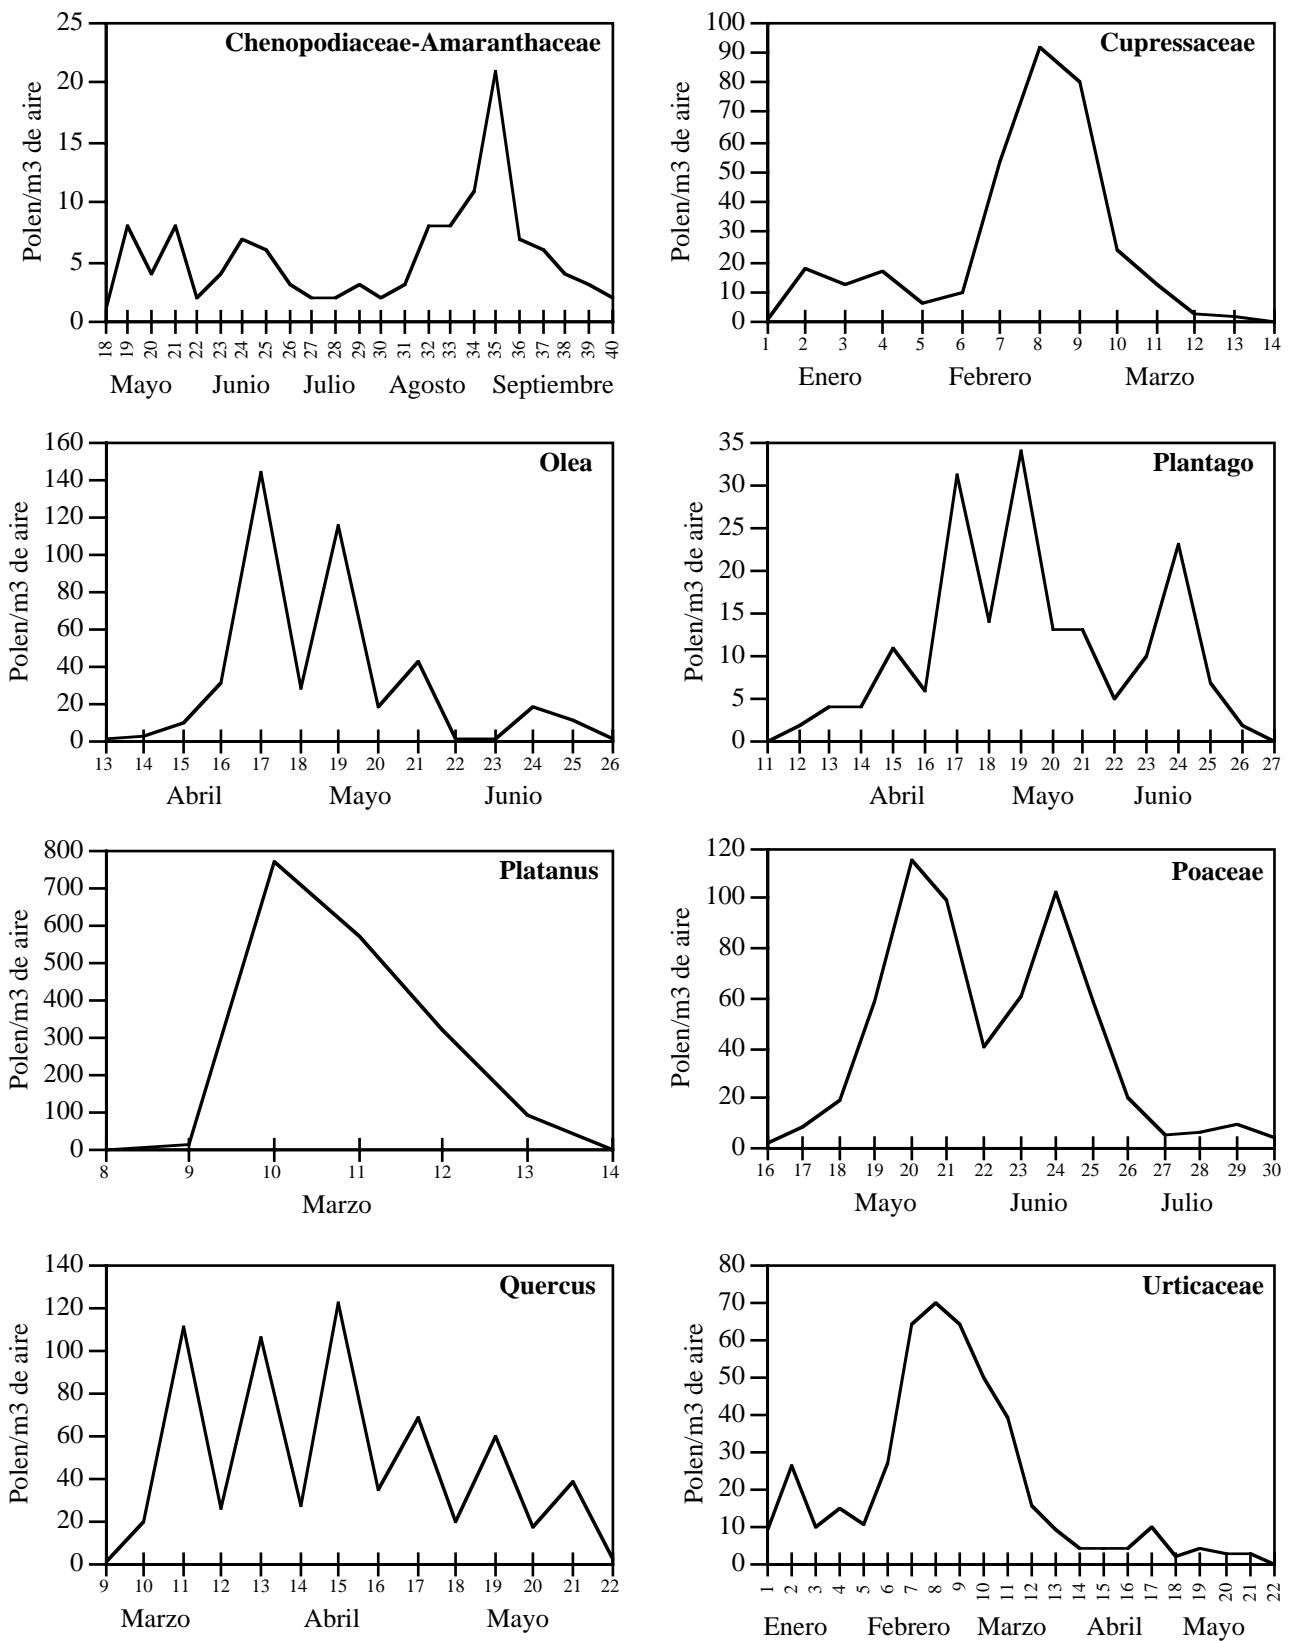 Chenopodiaceae-Amaranthaceae
Polen/m3 de aire
25
20
15
10
5
0
18 19 20 21 22 23 24 25 26 27 28 29 30 31 32 33 34 35 36 37 38 39 40
Mayo Junio Julio Agosto Septiembre
Cupressaceae
Polen/m3 de aire
100
90
80
70
60
50
40
30
20
10
0
1 2 3 4 5 6 7 8 9 10 11 12 13 14
Enero Febrero Marzo
Olea
Polen/m3 de aire
160
140
120
100
80
60
40
20
0
13 14 15 16 17 18 19 20 21 22 23 24 25 26
Abril Mayo Junio
Plantago
Polen/m3 de aire
35
30
25
20
15
10
5
0
11 12 13 14 15 16 17 18 19 20 21 22 23 24 25 26 27
Abril Mayo Junio
Platanus
Polen/m3 de aire
800
700
600
500
400
300
200
100
0
8 9 10 11 12 13 14
Marzo
Poaceae
Polen/m3 de aire
120
100
80
60
40
20
0
16 17 18 19 20 21 22 23 24 25 26 27 28 29 30
Mayo Junio Julio
Quercus
Polen/m3 de aire
140
120
100
80
60
40
20
0
9 10 11 12 13 14 15 16 17 18 19 20 21 22
Marzo Abril Mayo
Urticaceae
Polen/m3 de aire
80
70
60
50
40
30
20
10
0
1 2 3 4 5 6 7 8 9 10 11 12 13 14 15 16 17 18 19 20 21 22
Enero Febrero Marzo Abril Mayo